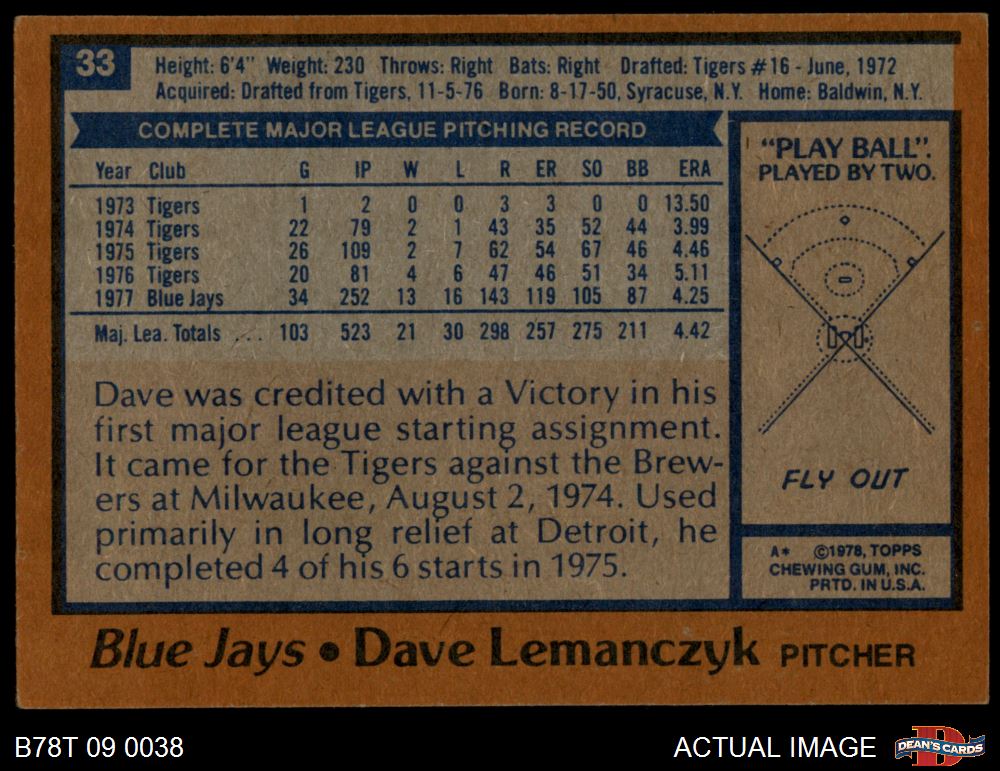 33
Height: 6'4" Weight: 230 Throws: Right Bats: Right Drafted: Tigers #16 - June, 1972
Acquired: Drafted from Tigers, 11-5-76 Born: 8-17-50, Syracuse, N.Y. Home: Baldwin, N.Y.
COMPLETE MAJOR LEAGUE PITCHING RECORD
Year Club G IP W L R ER SO BB ERA
1973 Tigers 1 2 0 0 3 3 0 0 13.50
1974 Tigers 22 79 2 1 43 35 52 44 3.99
1975 Tigers 26 109 2 7 62 54 67 46 4.46
1976 Tigers 20 81 4 6 47 46 51 34 5.11
1977 Blue Jays 34 252 13 16 143 119 105 87 4.25
Maj. Lea. Totals ... 103 523 21 30 298 257 275 211 4.42
Dave was credited with a Victory in his
first major league starting assignment.
It came for the Tigers against the Brew-
ers at Milwaukee, August 2, 1974. Used
primarily in long relief at Detroit, he
completed 4 of his 6 starts in 1975.
"PLAY BALL".
PLAYED BY TWO.
FLY OUT
A* ©1978, TOPPS
CHEWING GUM, INC.
PRTD. IN U.S.A.
Blue Jays • Dave Lemanczyk PITCHER
B78T 09 0038
ACTUAL IMAGE
D
DEAN'S CARDS